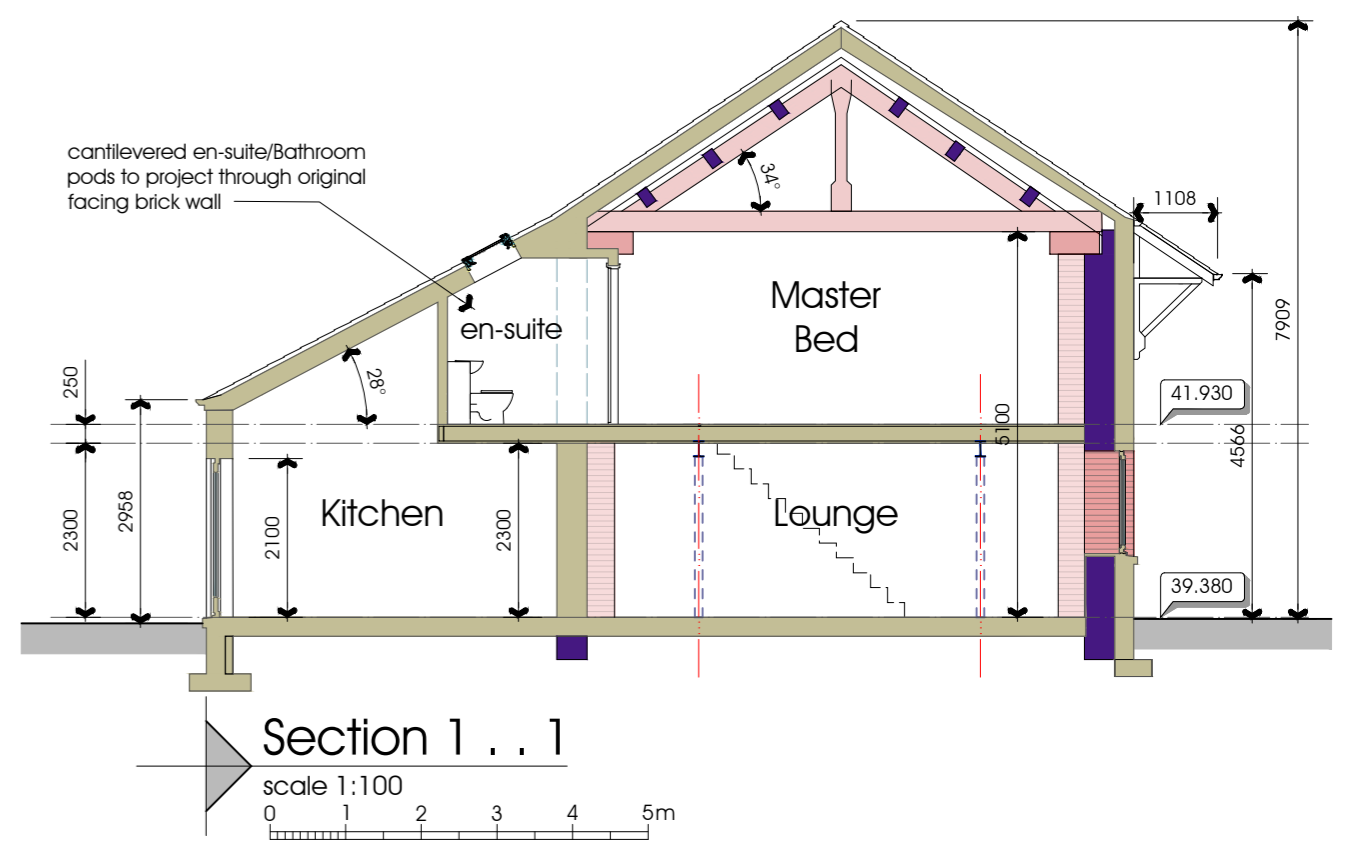 cantilevered en-suite/Bathroom
pods to project through original
facing brick wall
34°
1108
7909
Master
Bed
en-suite
28°
250
41.930
5100
4566
2300
2958
2100
Kitchen
2300
Lounge
39.380
Section 1 . . 1
scale 1:100
0 1 2 3 4 5m